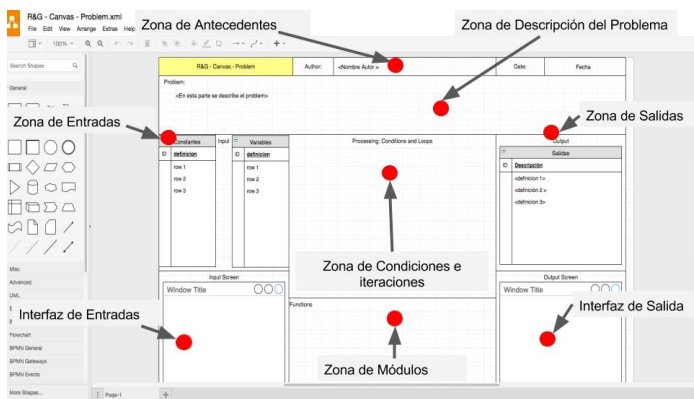 R&G - Canvas - Problem.xml
File Edit View Arrange Extras Help
Zona de Antecedentes
Zona de Descripción del Problema
100%
Search Shapes
R&G - Canvas - Problem
Author:
<Nombre Autor >
Date:
Fecha
General
Problem:
<En esta parte se describe el problem>
Zona de Entradas
Zona de Salidas
Constantes
Input
Variables
Processing: Conditions and Loops
Output
Salidas
ID definicion
ID definicion
ID Descripción
row 1
row 1
<definicion 1>
row 2
row 2
<definición 2 >
row 3
row 3
<definicion 3>
Zona de Condiciones e
iteraciones
Misc
Advanced
UML
Input Screen
Output Screen
Window Title
Window Title
Interfaz de Entradas
Functions
Interfaz de Salida
Flowchart
BPMN General
BPMN Gateways
BPMN Events
Zona de Módulos
More Shapes...
Page-1